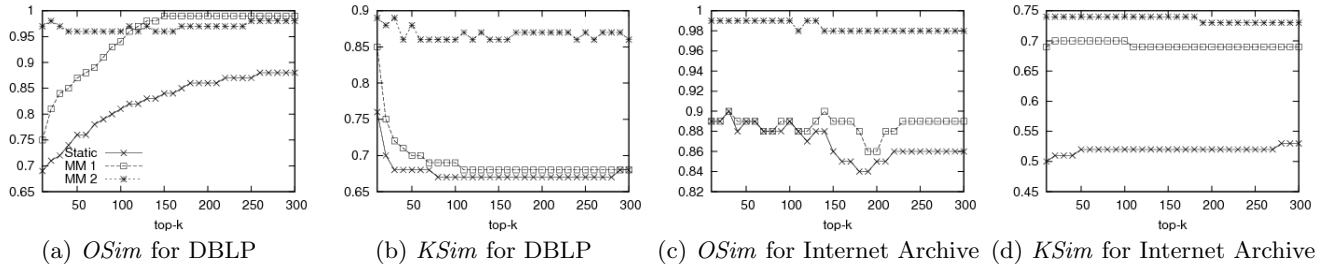 1
0.95
0.9
0.85
0.8
0.75
0.7
0.65
Static
MM 1
MM 2
50 100 150 200 250 300
top-k
(a) OSim for DBLP
0.9
0.85
0.8
0.75
0.7
0.65
50 100 150 200 250 300
top-k
(b) KSim for DBLP
1
0.98
0.96
0.94
0.92
0.9
0.88
0.86
0.84
0.82
50 100 150 200 250 300
top-k
(c) OSim for Internet Archive
0.75
0.7
0.65
0.6
0.55
0.5
0.45
50 100 150 200 250 300
top-k
(d) KSim for Internet Archive